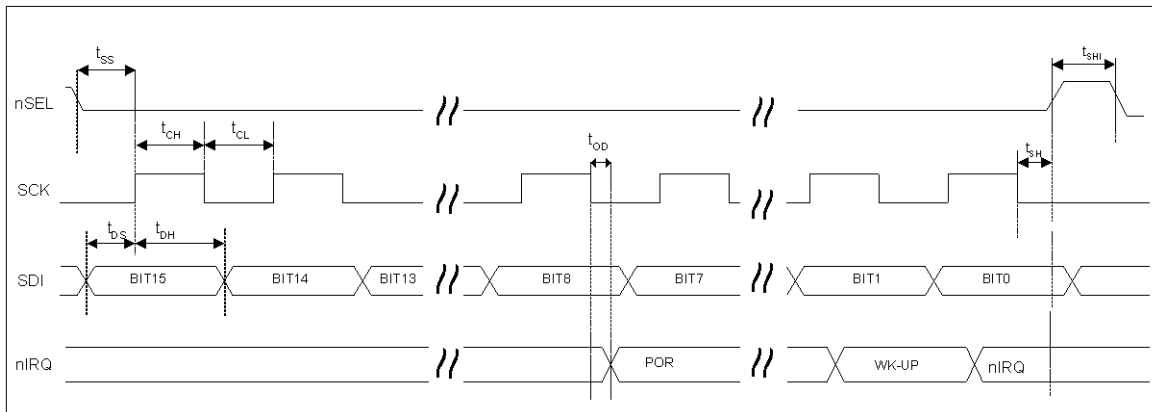 tSS
tSHI
nSEL
tCH
tCL
tOD
tSH
SCK
tDS
tDH
SDI
BIT15
BIT14
BIT13
BIT8
BIT7
BIT1
BIT0
nIRQ
POR
WK-UP
nIRQ